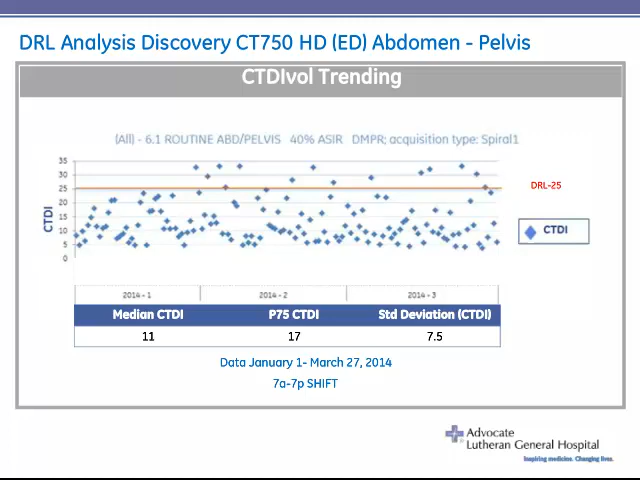 DRL Analysis Discovery CT750 HD (ED) Abdomen - Pelvis
CTDIvol Trending
(All) - 6.1 ROUTINE ABD/PELVIS 40% ASIR DMPR; acquisition type: Spiral1
35
30
25
20
15
10
5
0
CTDI
DRL-25
CTDI
2014 - 1 2014 - 2 2014 - 3
Median CTDI P75 CTDI Std Deviation (CTDI)
11 17 7.5
Data January 1- March 27, 2014
7a-7p SHIFT
Advocate
Lutheran General Hospital
Inspiring medicine. Changing lives.